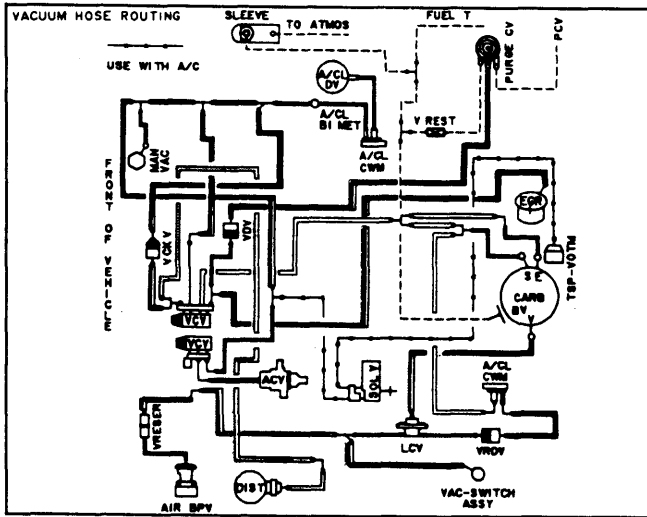 VACUUM HOSE ROUTING
USE WITH A/C
SLEEVE
TO ATMOS
FUEL T
PURGE CV
PCV
A/CL
DV
A/CL
BI MET
A/CL
CWM
V REST
MAN
VAC
FRONT OF VEHICLE
VCK V
VDV
EGR
TSP-VOTM
S E
CARB
BV V
VCV
VCV
ACV
SOL V
A/CL
CWM
VRESER
LCV
VRDV
AIR BPV
DIST
VAC-SWITCH
ASSY